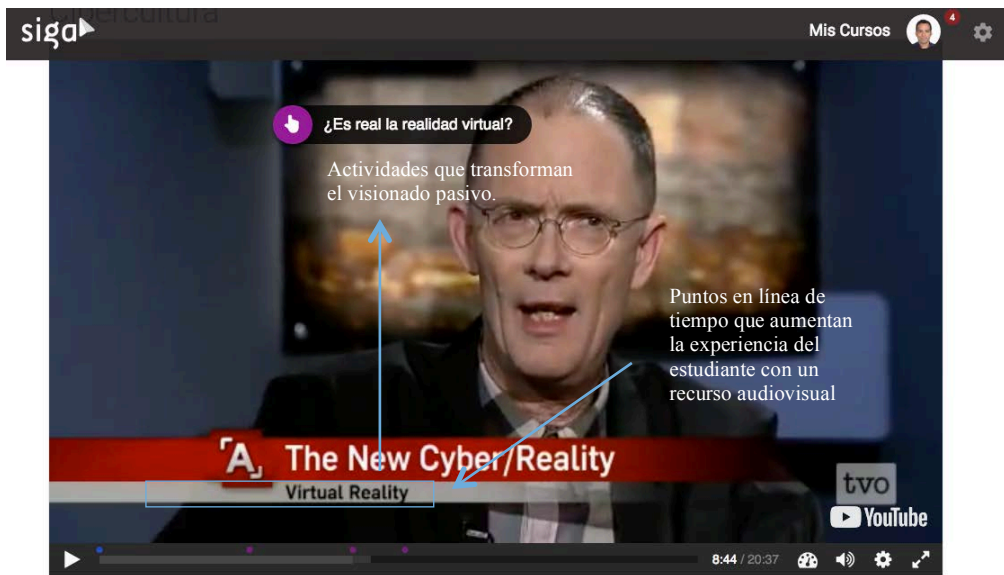 Cibercultura
siga
Mis Cursos
4
¿Es real la realidad virtual?
Actividades que transforman
el visionado pasivo.
Puntos en línea de
tiempo que aumentan
la experiencia del
estudiante con un
recurso audiovisual
A
The New Cyber/Reality
Virtual Reality
tvo
YouTube
8:44 / 20:37